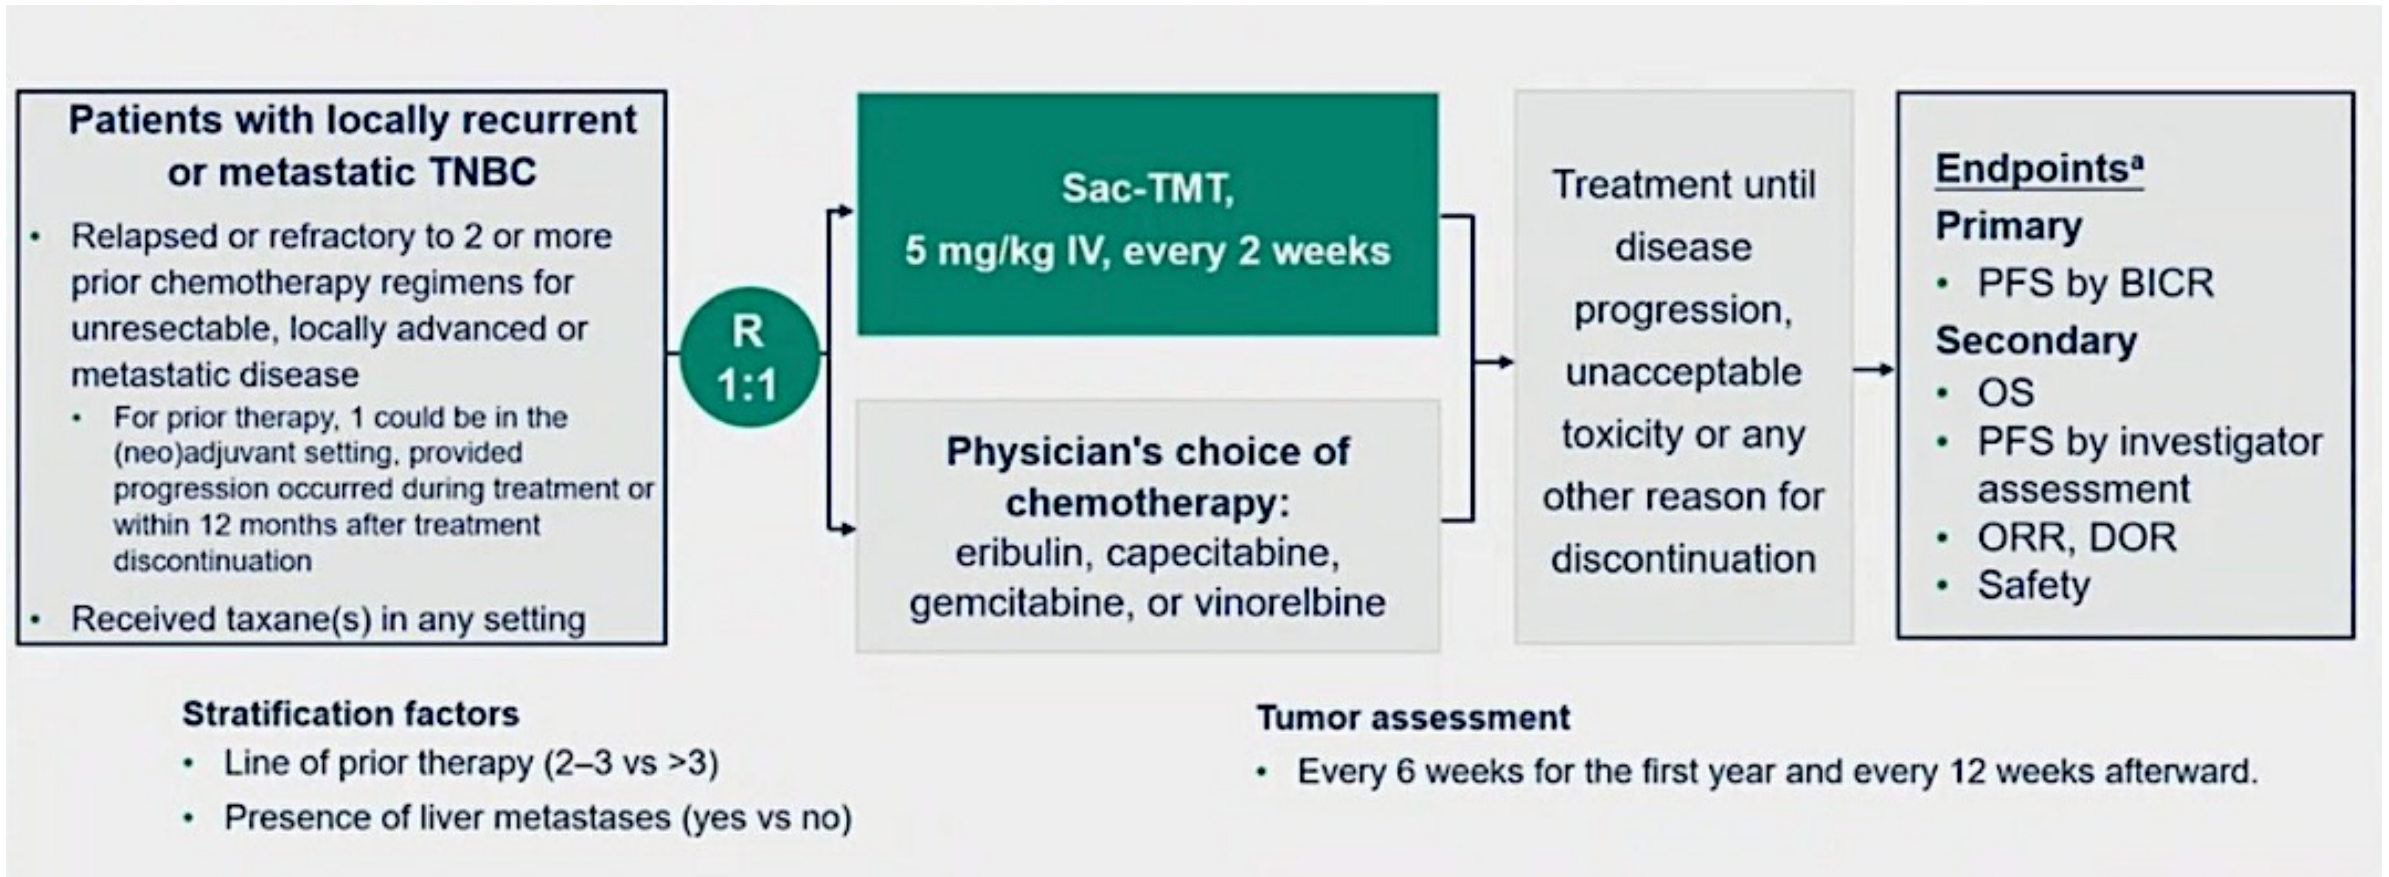 Patients with locally recurrent
or metastatic TNBC
• Relapsed or refractory to 2 or more
prior chemotherapy regimens for
unresectable, locally advanced or
metastatic disease
• For prior therapy, 1 could be in the
(neo)adjuvant setting, provided
progression occurred during treatment or
within 12 months after treatment
discontinuation
• Received taxane(s) in any setting
R
1:1
Sac-TMT,
5 mg/kg IV, every 2 weeks
Physician's choice of
chemotherapy:
eribulin, capecitabine,
gemcitabine, or vinorelbine
Treatment until
disease
progression,
unacceptable
toxicity or any
other reason for
discontinuation
Endpointsᵃ
Primary
• PFS by BICR
Secondary
• OS
• PFS by investigator
assessment
• ORR, DOR
• Safety
Stratification factors
• Line of prior therapy (2–3 vs >3)
• Presence of liver metastases (yes vs no)
Tumor assessment
• Every 6 weeks for the first year and every 12 weeks afterward.